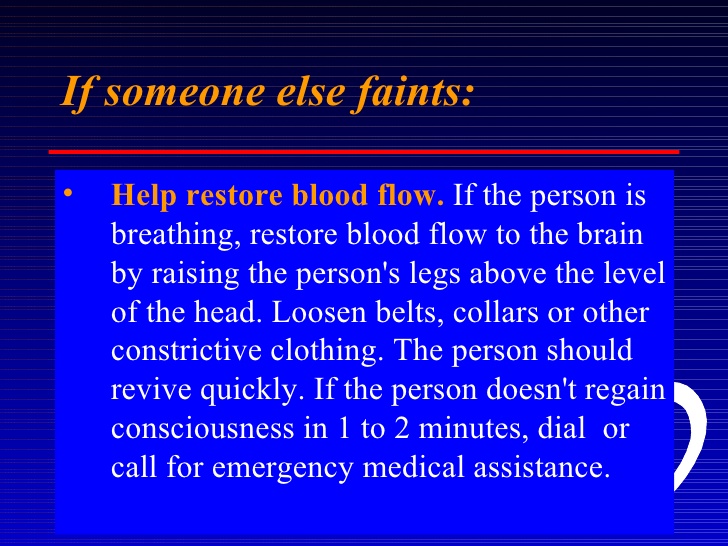 If someone else faints:
• Help restore blood flow. If the person is
breathing, restore blood flow to the brain
by raising the person's legs above the level
of the head. Loosen belts, collars or other
constrictive clothing. The person should
revive quickly. If the person doesn't regain
consciousness in 1 to 2 minutes, dial  or
call for emergency medical assistance.